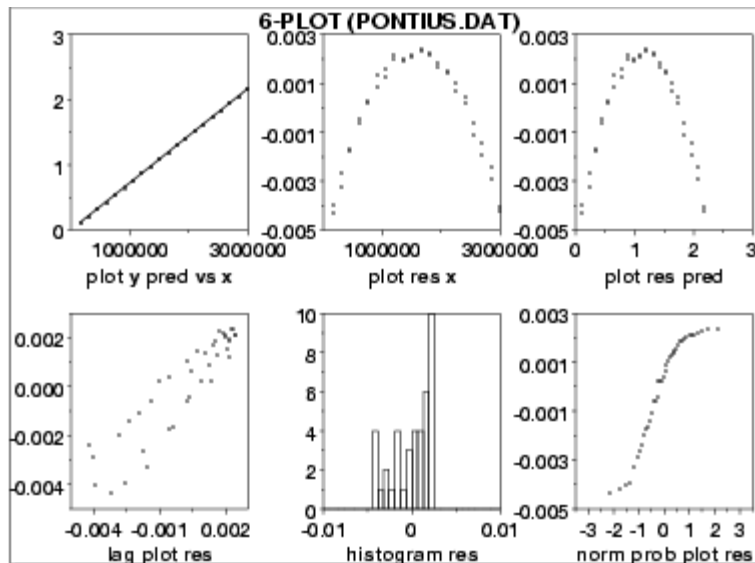 6-PLOT (PONTIUS.DAT)
3
2
1
0
1000000 3000000
plot y pred vs x
0.003
0.001
-0.001
-0.003
-0.005
1000000 3000000
plot res x
0.003
0.001
-0.001
-0.003
-0.005
0 1 2 3
plot res pred
0.002
0.000
-0.002
-0.004
-0.004 -0.001 0.002
lag plot res
10
8
6
4
2
0
-0.01 0 0.01
histogram res
0.003
0.001
-0.001
-0.003
-0.005
-3 -2 -1 0 1 2 3
norm prob plot res